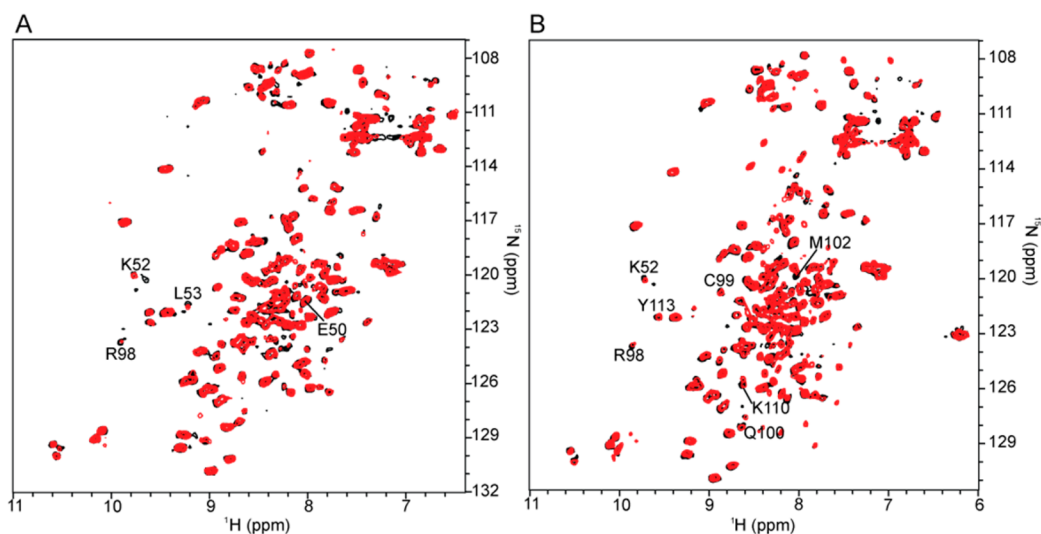 A
B
108
111
114
117
120
123
126
129
132
¹⁵N (ppm)
K52
L53
R98
E50
11
10
9
8
7
¹H (ppm)
108
111
114
117
120
123
126
129
¹⁵N (ppm)
M102
K52
C99
Y113
R98
K110
Q100
11
10
9
8
7
6
¹H (ppm)